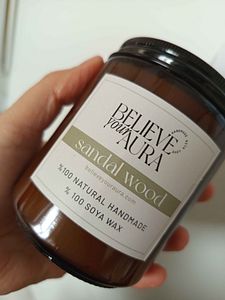 BELIEVE
your
AURA
sandal wood
believeyouraura.com
%100 NATURAL HANDMADE
% 100 SOYA WAX